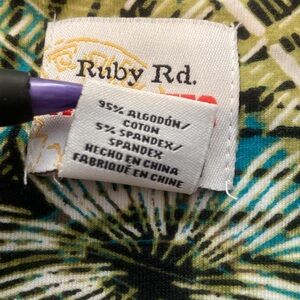 Ruby Rd.
95% ALGODÓN/
COTON
5% SPANDEX/
SPANDEX
HECHO EN CHINA
FABRIQUÉ EN CHINE